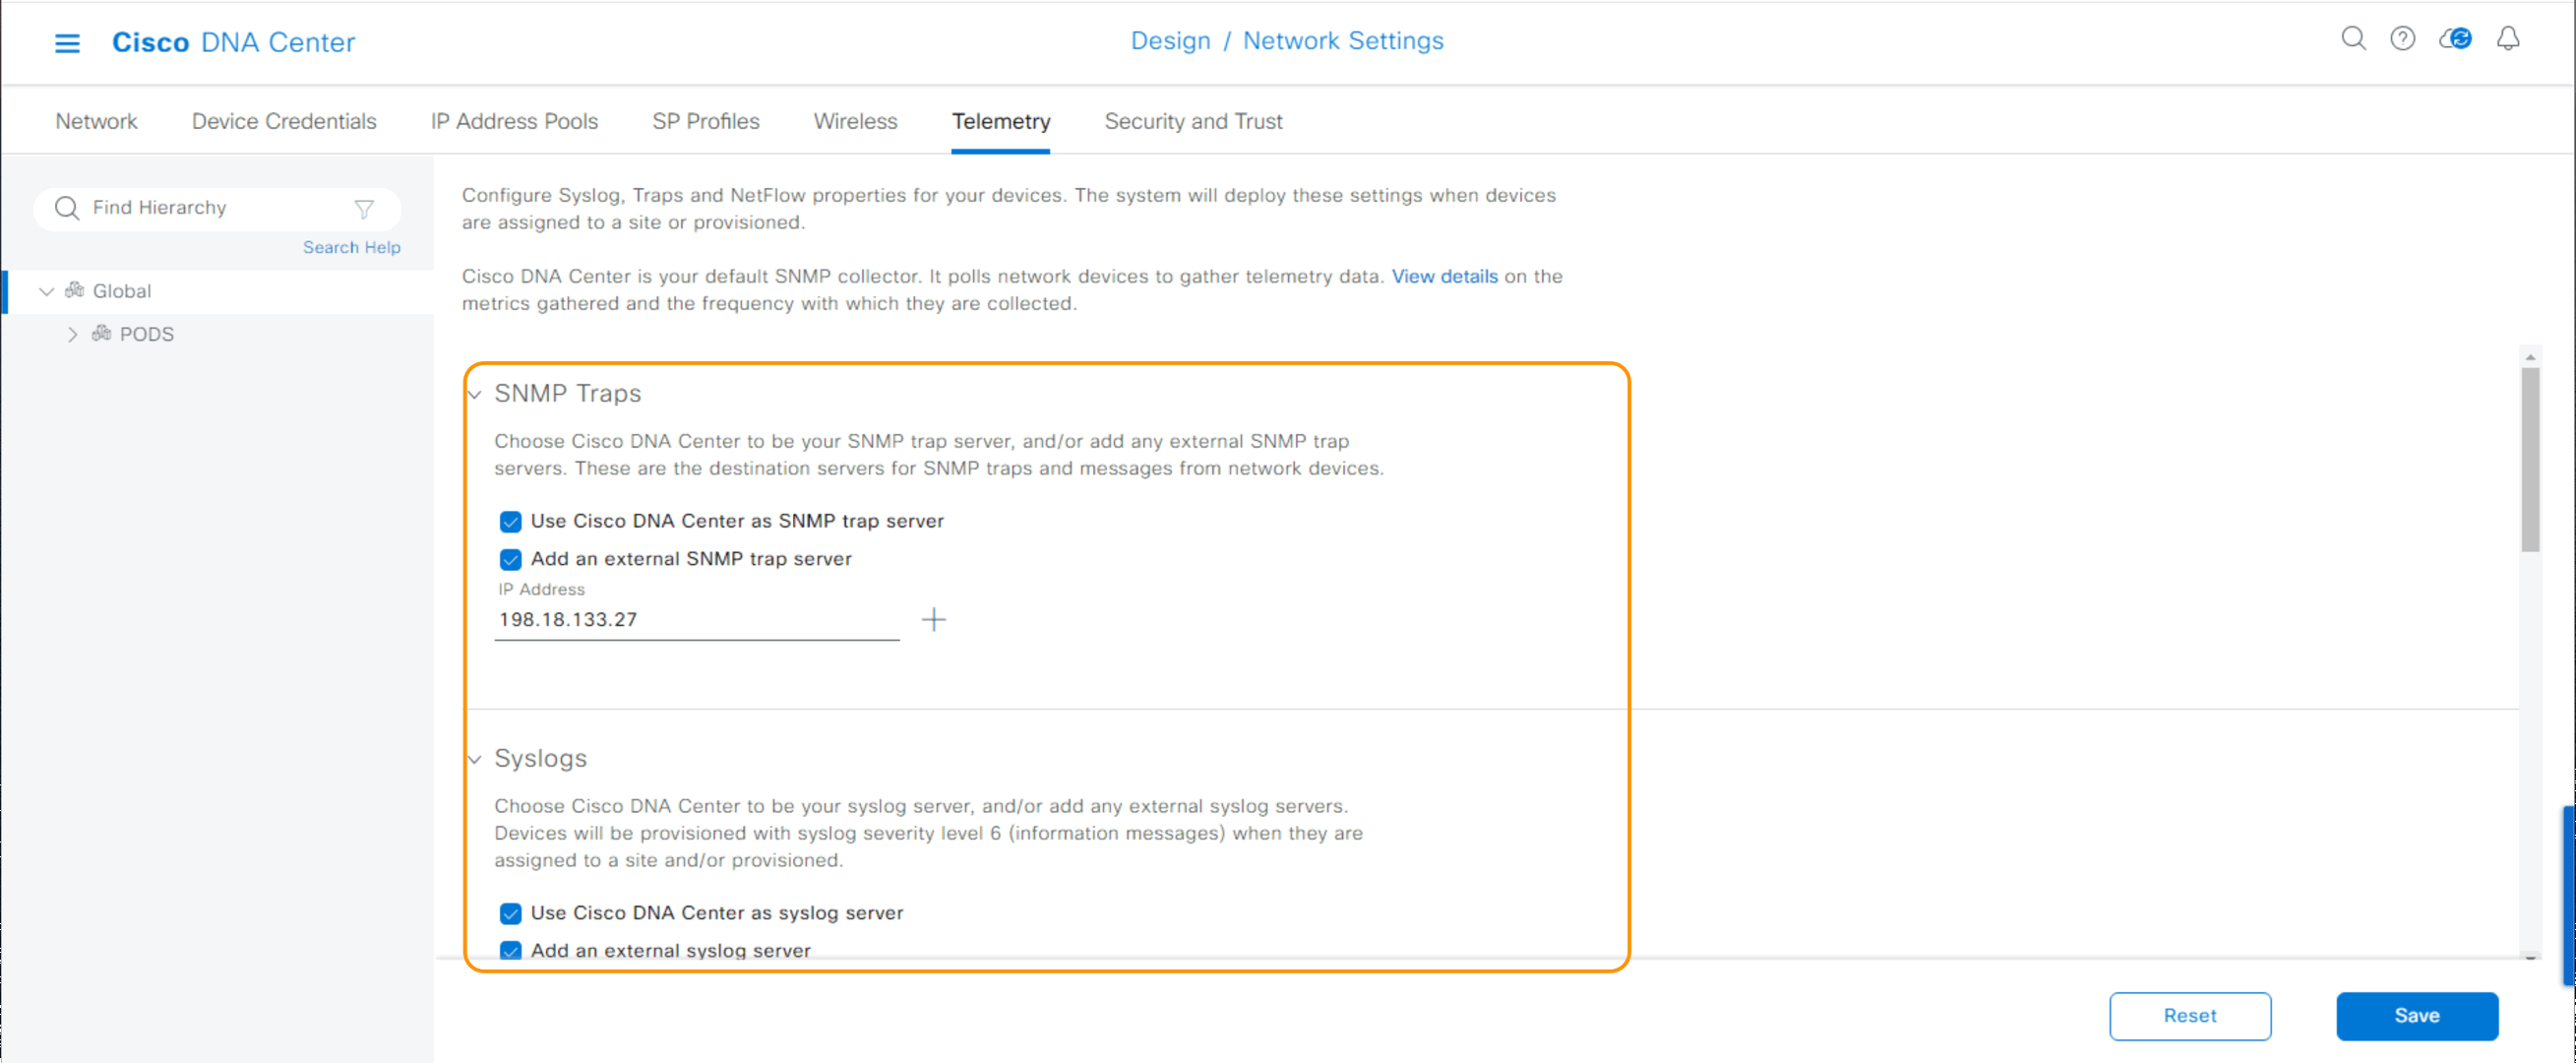 Cisco DNA Center
Design / Network Settings
Network Device Credentials IP Address Pools SP Profiles Wireless Telemetry Security and Trust
Find Hierarchy
Search Help
Global
PODS
Configure Syslog, Traps and NetFlow properties for your devices. The system will deploy these settings when devices
are assigned to a site or provisioned.
Cisco DNA Center is your default SNMP collector. It polls network devices to gather telemetry data. View details on the
metrics gathered and the frequency with which they are collected.
SNMP Traps
Choose Cisco DNA Center to be your SNMP trap server, and/or add any external SNMP trap
servers. These are the destination servers for SNMP traps and messages from network devices.
Use Cisco DNA Center as SNMP trap server
Add an external SNMP trap server
IP Address
198.18.133.27
Syslogs
Choose Cisco DNA Center to be your syslog server, and/or add any external syslog servers.
Devices will be provisioned with syslog severity level 6 (information messages) when they are
assigned to a site and/or provisioned.
Use Cisco DNA Center as syslog server
Add an external syslog server
Reset
Save